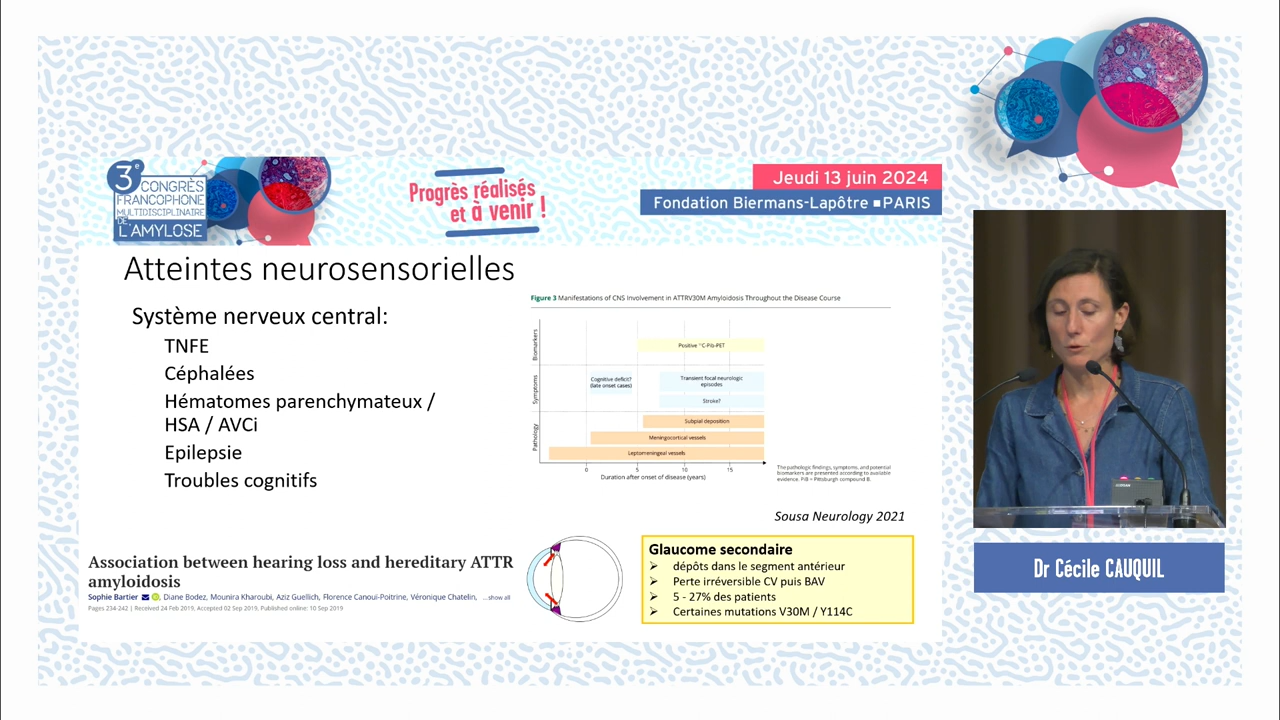 3e
CONGRÈS
FRANCOPHONE
MULTIDISCIPLINAIRE
DE
L'AMYLOSE
Progrès réalisés
et à venir !
Jeudi 13 juin 2024
Fondation Biermans-Lapôtre ■ PARIS
Atteintes neurosensorielles
Système nerveux central:
TNFE
Céphalées
Hématomes parenchymateux /
HSA / AVCi
Epilepsie
Troubles cognitifs
Figure 3 Manifestations of CNS Involvement in ATTRV30M Amyloidosis Throughout the Disease Course
Biomarkers
Positive ¹¹C-PiB-PET
Symptoms
Cognitive deficit?
(late onset cases)
Transient focal neurologic
episodes
Stroke?
Pathology
Subpial deposition
Meningocortical vessels
Leptomeningeal vessels
0 5 10 15
Duration after onset of disease (years)
The pathologic findings, symptoms, and potential
biomarkers are presented according to available
evidence. PiB = Pittsburgh compound B.
Sousa Neurology 2021
Association between hearing loss and hereditary ATTR
amyloidosis
Sophie Bartier, Diane Bodez, Mounira Kharoubi, Aziz Guellich, Florence Canouï-Poitrine, Véronique Chatelin, ...show all
Pages 234-242 | Received 24 Feb 2019, Accepted 02 Sep 2019, Published online: 10 Sep 2019
Glaucome secondaire
➢ dépôts dans le segment antérieur
➢ Perte irréversible CV puis BAV
➢ 5 - 27% des patients
➢ Certaines mutations V30M / Y114C
Dr Cécile CAUQUIL